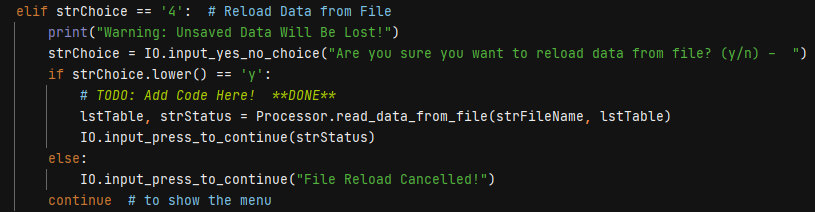 elif strChoice == '4':  # Reload Data from File
    print("Warning: Unsaved Data Will Be Lost!")
    strChoice = IO.input_yes_no_choice("Are you sure you want to reload data from file? (y/n) -  ")
    if strChoice.lower() == 'y':
        # TODO: Add Code Here!  **DONE**
        lstTable, strStatus = Processor.read_data_from_file(strFileName, lstTable)
        IO.input_press_to_continue(strStatus)
    else:
        IO.input_press_to_continue("File Reload Cancelled!")
    continue  # to show the menu